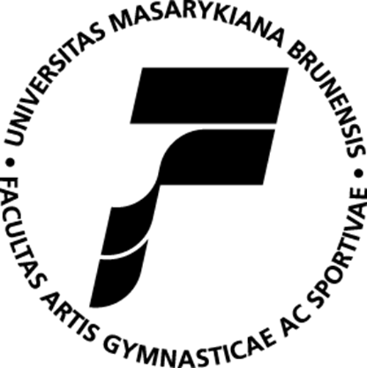 UNIVERSITAS MASARYKIANA BRUNENSIS
• FACULTAS ARTIS GYMNASTICAE AC SPORTIVAE •
F